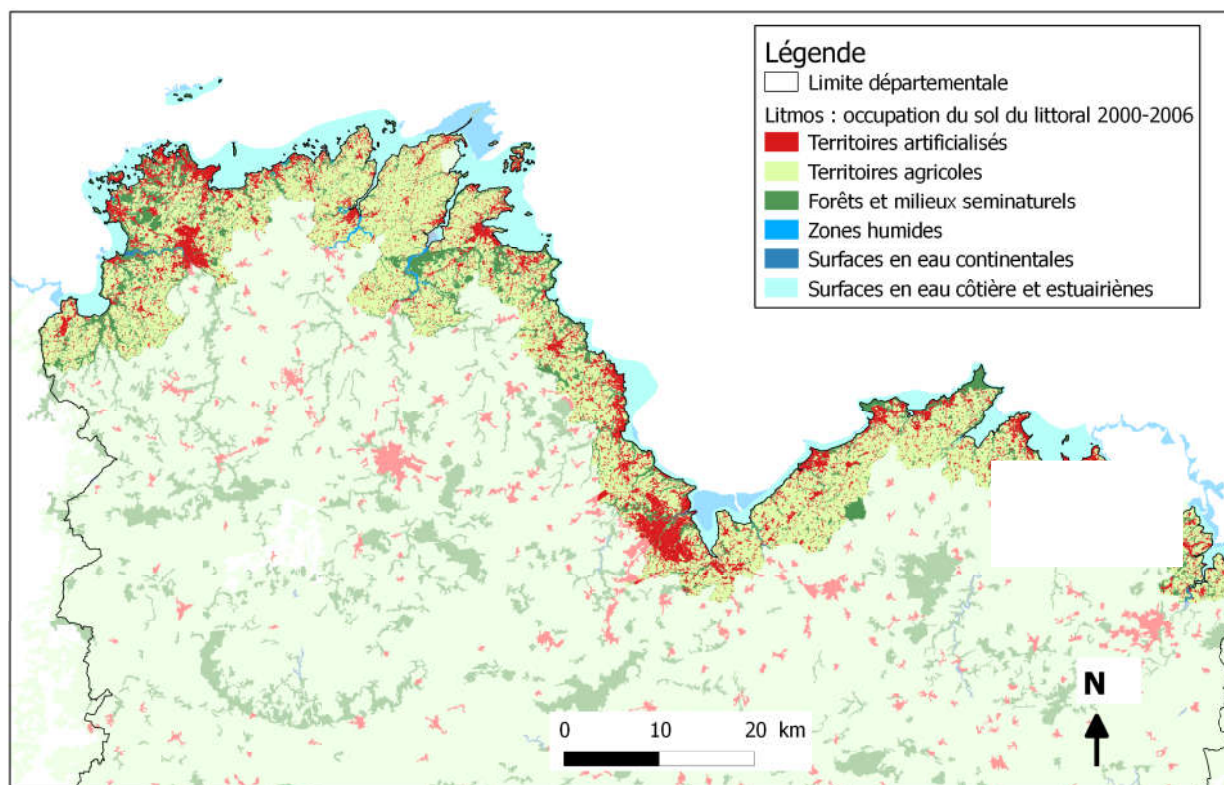 Légende
Limite départementale
Litmos : occupation du sol du littoral 2000-2006
Territoires artificialisés
Territoires agricoles
Forêts et milieux seminaturels
Zones humides
Surfaces en eau continentales
Surfaces en eau côtière et estuairiènes
N
0 10 20 km